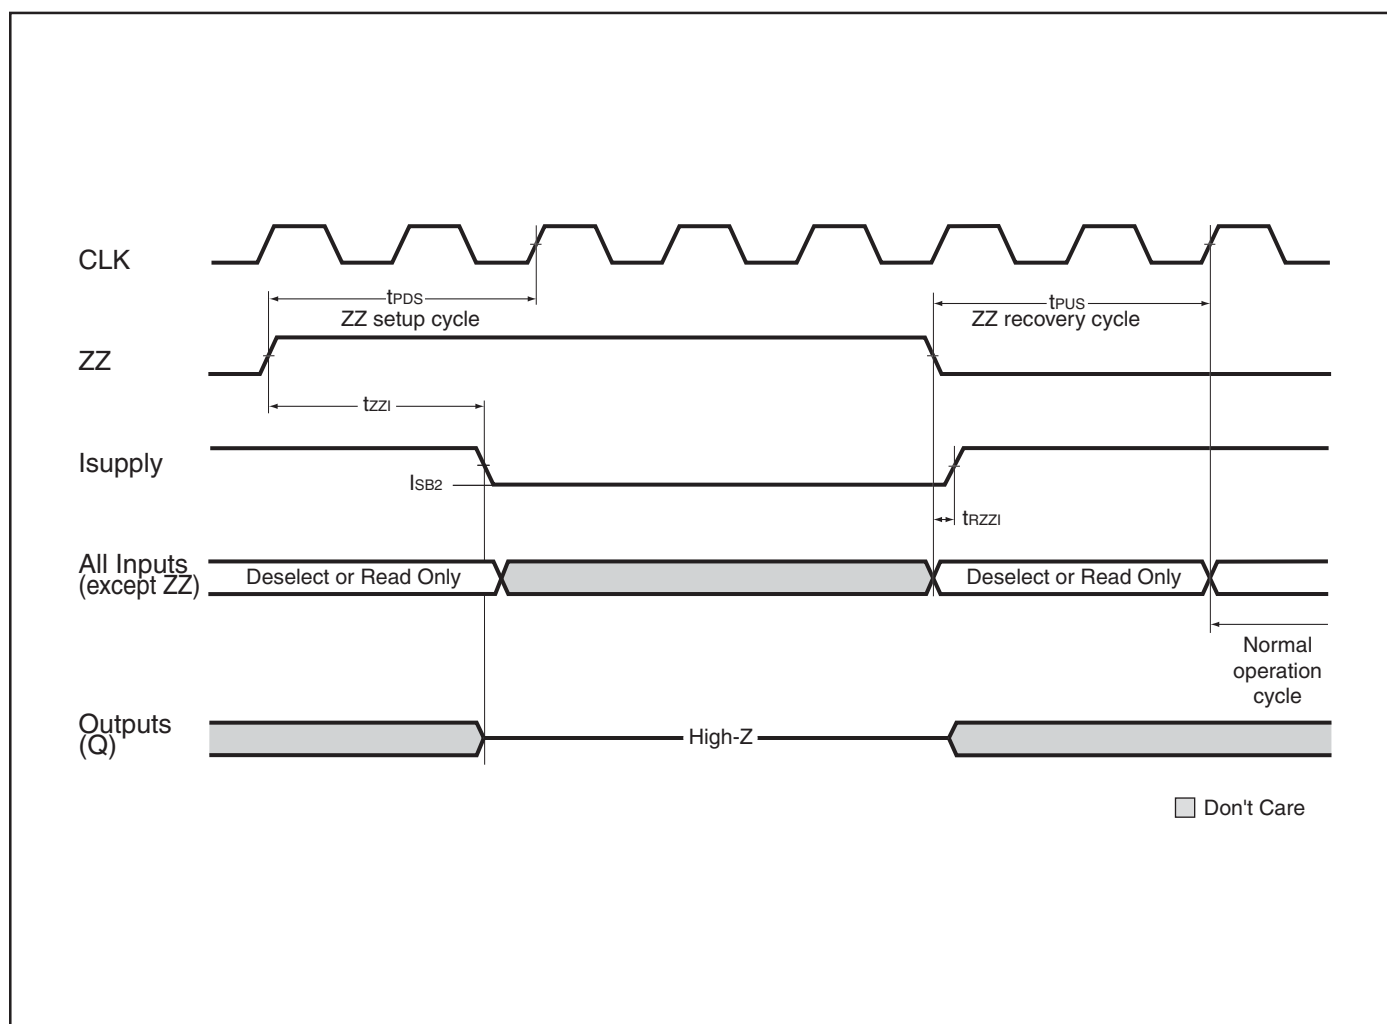 CLK
tPDS
ZZ setup cycle
tPUS
ZZ recovery cycle
ZZ
tZZI
Isupply
ISB2
tRZZI
All Inputs
(except ZZ)
Deselect or Read Only
Deselect or Read Only
Normal
operation
cycle
Outputs
(Q)
High-Z
Don't Care